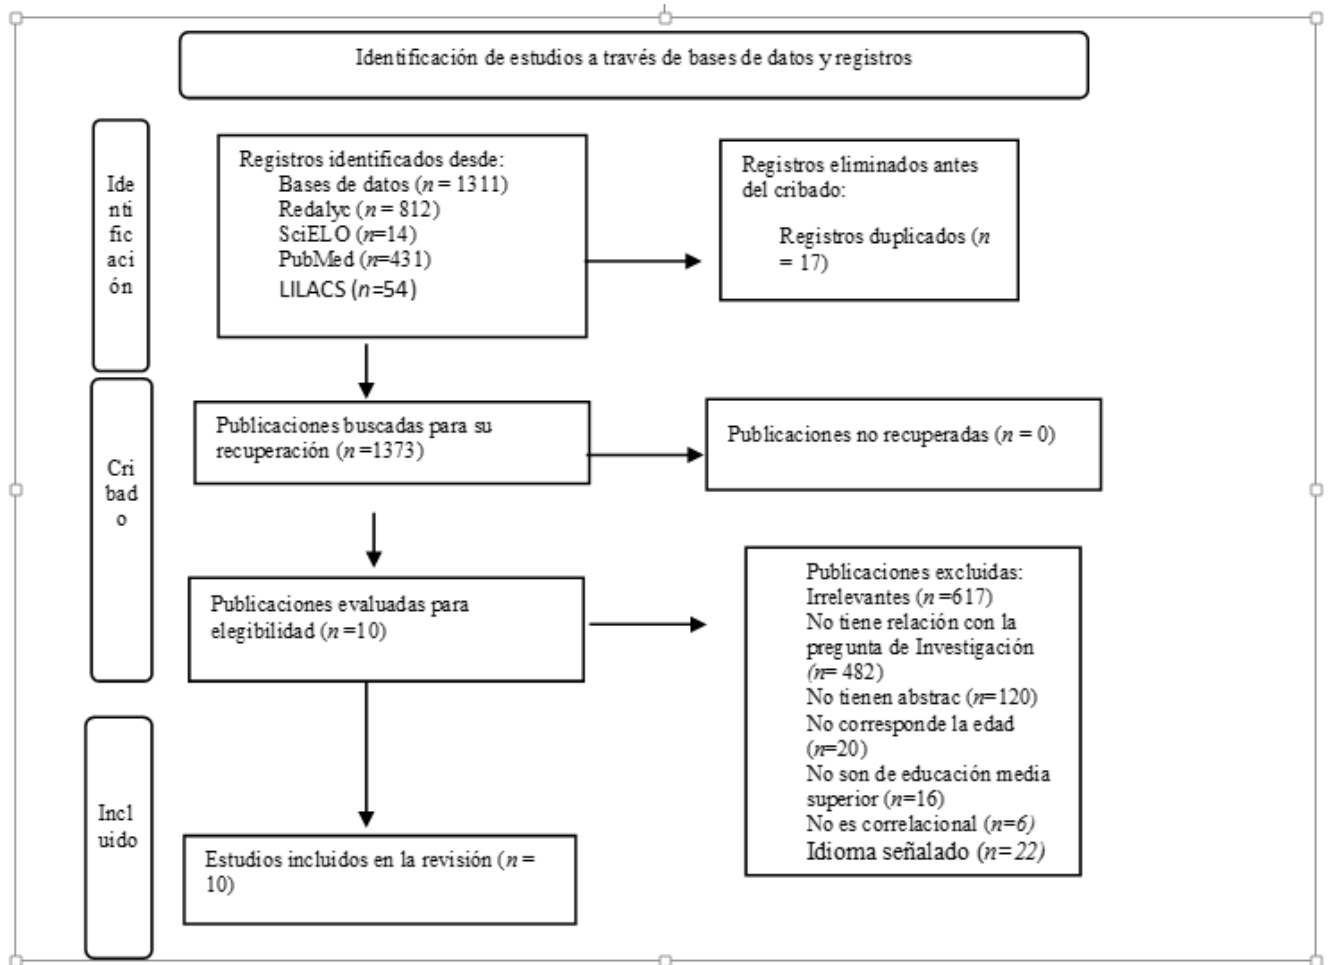 Identificación de estudios a través de bases de datos y registros
Ide
nti
fic
aci
ón
Registros identificados desde:
Bases de datos (n = 1311)
Redalyc (n = 812)
SciELO (n=14)
PubMed (n=431)
LILACS (n=54)
Registros eliminados antes
del cribado:
Registros duplicados (n
= 17)
Cri
bad
o
Publicaciones buscadas para su
recuperación (n =1373)
Publicaciones no recuperadas (n = 0)
Publicaciones evaluadas para
elegibilidad (n =10)
Publicaciones excluidas:
Irrelevantes (n =617)
No tiene relación con la
pregunta de Investigación
(n= 482)
No tienen abstrac (n=120)
No corresponde la edad
(n=20)
No son de educación media
superior (n=16)
No es correlacional (n=6)
Idioma señalado (n=22)
Incl
uido
Estudios incluidos en la revisión (n =
10)